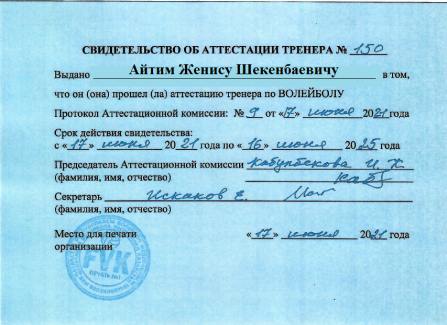 СВИДЕТЕЛЬСТВО ОБ АТТЕСТАЦИИ ТРЕНЕРА № 150
Выдано Айтим Женису Шекенбаевичу в том,
что он (она) прошел (ла) аттестацию тренера по ВОЛЕЙБОЛУ
Протокол Аттестационной комиссии: № 9 от «17» июня 2021 года
Срок действия свидетельства:
с «17» июня 2021 года по «16» июня 2025 года
Председатель Аттестационной комиссии Кабулбекова И. Х
(фамилия, имя, отчество)
Секретарь Искаков Е.
(фамилия, имя, отчество)
Место для печати «17» июня 2021 года
организации
FVK
ПЕЧАТЬ №1